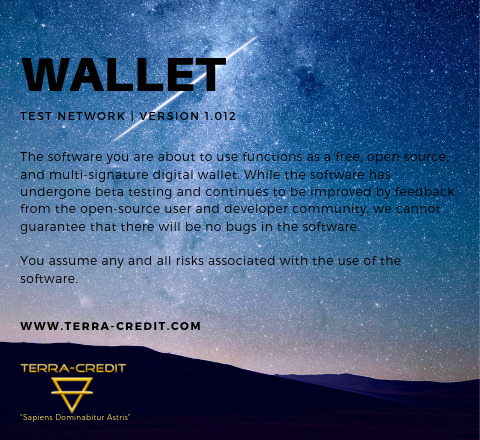 WALLET
TEST NETWORK | VERSION 1.012
The software you are about to use functions as a free, open source,
and multi-signature digital wallet. While the software has
undergone beta testing and continues to be improved by feedback
from the open-source user and developer community, we cannot
guarantee that there will be no bugs in the software.
You assume any and all risks associated with the use of the
software.
WWW.TERRA-CREDIT.COM
TERRA-CREDIT
"Sapiens Dominabitur Astris"